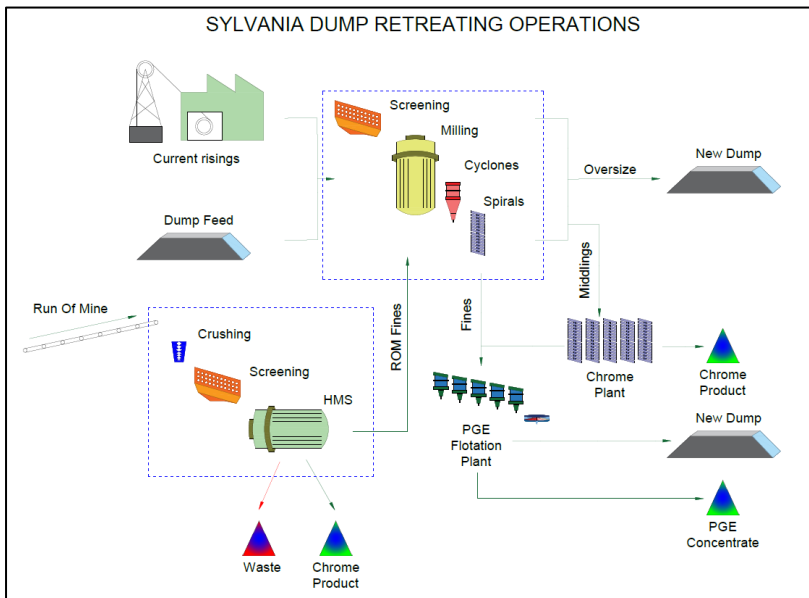 SYLVANIA DUMP RETREATING OPERATIONS
Current risings
Screening
Milling
Cyclones
Spirals
Oversize
New Dump
Dump Feed
Run Of Mine
Crushing
Screening
HMS
ROM Fines
Fines
Middlings
Chrome
Plant
Chrome
Product
PGE
Flotation
Plant
New Dump
PGE
Concentrate
Waste
Chrome
Product